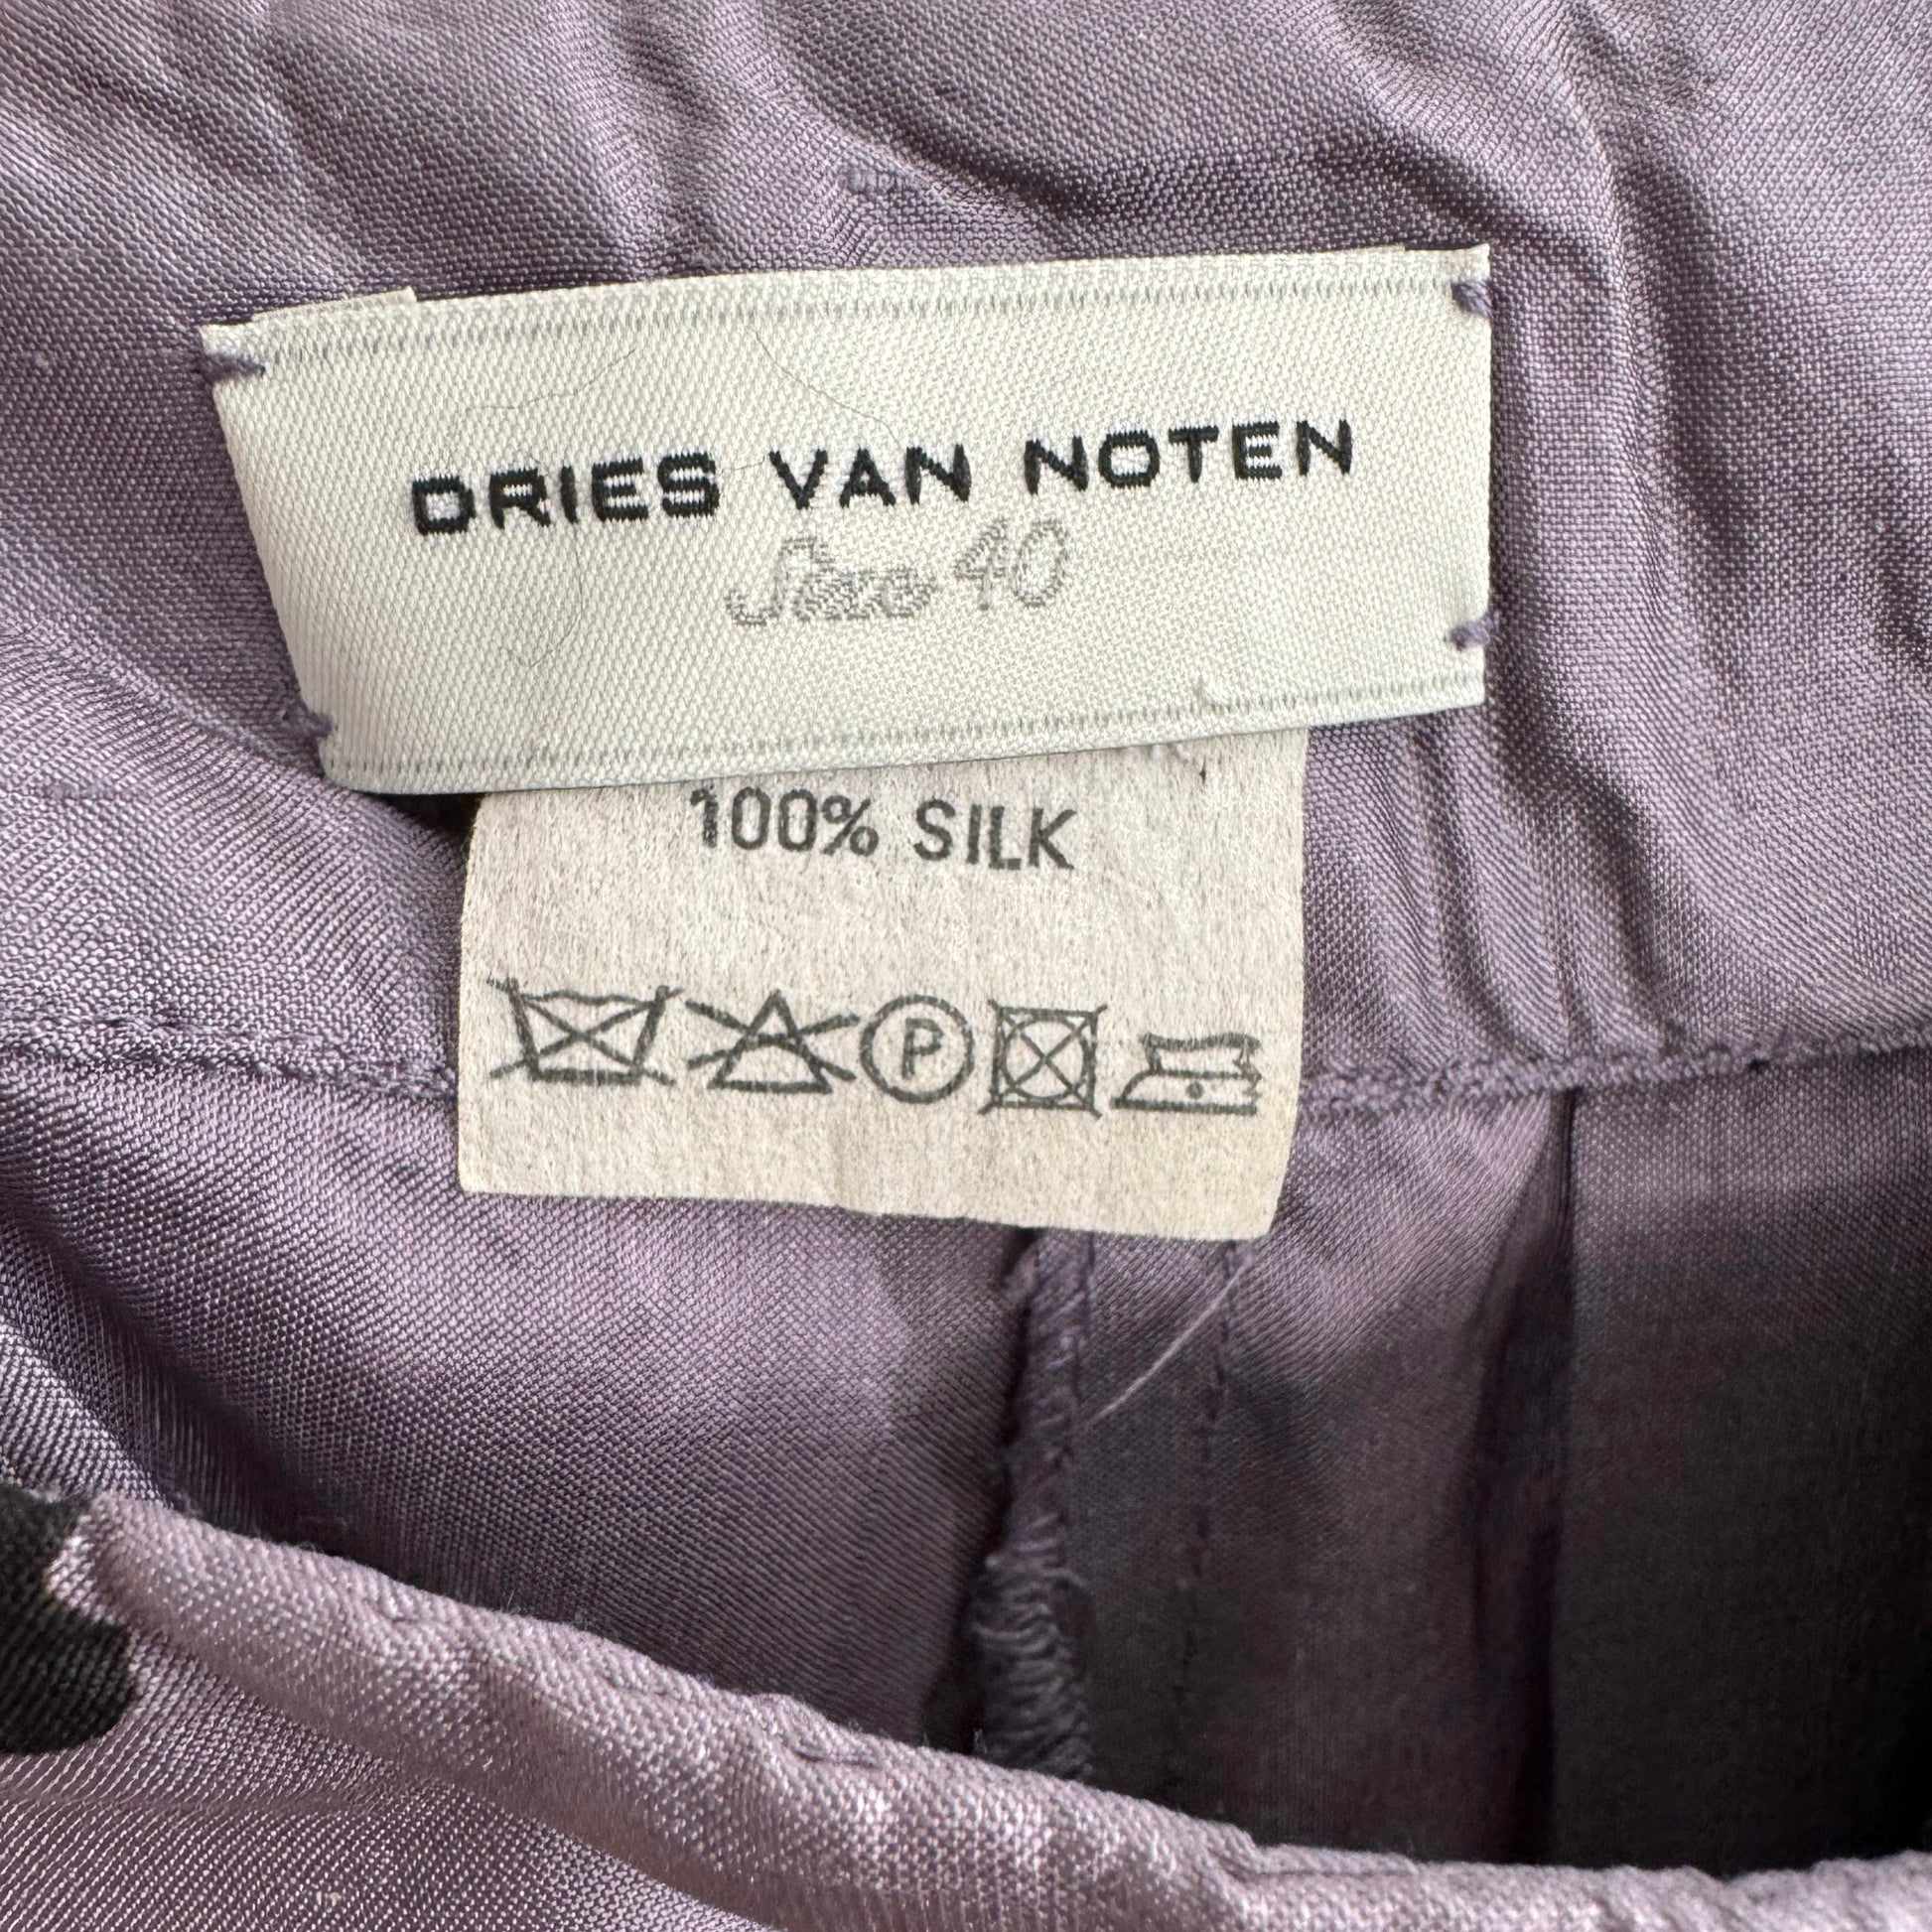 DRIES VAN NOTEN
Size 40
100% SILK
P